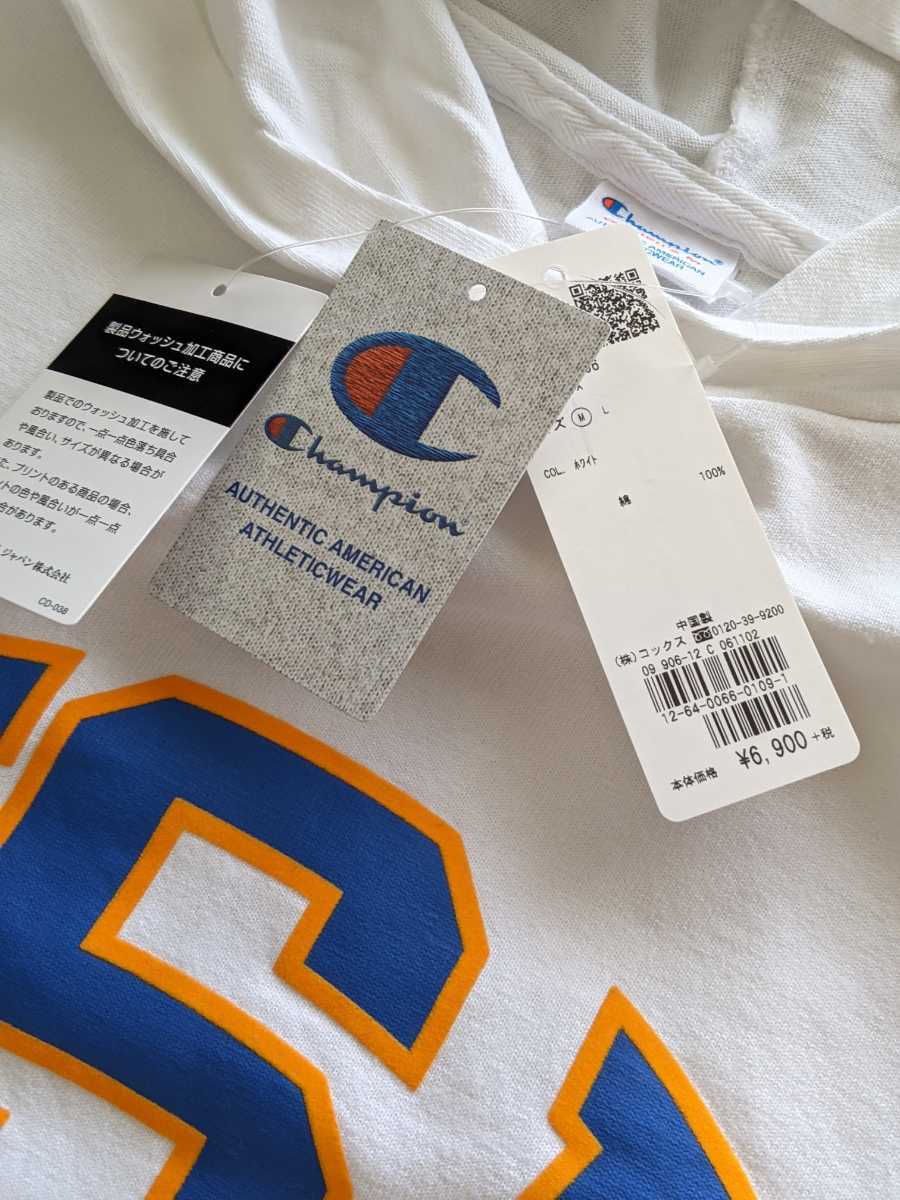 製品ウォッシュ加工商品に
ついてのご注意
製品でのウォッシュ加工を施して
おりますので、一点一点色落ち具合
や風合い、サイズが異なる場合が
あります。
た、プリントのある商品の場合、
ントの色や風合いが一点一点
合があります。
ジャパン株式会社
CD-038
Champion
AUTHENTIC AMERICAN
ATHLETICWEAR
Champion
AMERICAN
M L
COL. ホワイト
綿 100%
中国製
(株)コックス 0120-39-9200
09 906-12 C 061102
12-64-0066-0109-1
本体価格 ¥6,900 +税